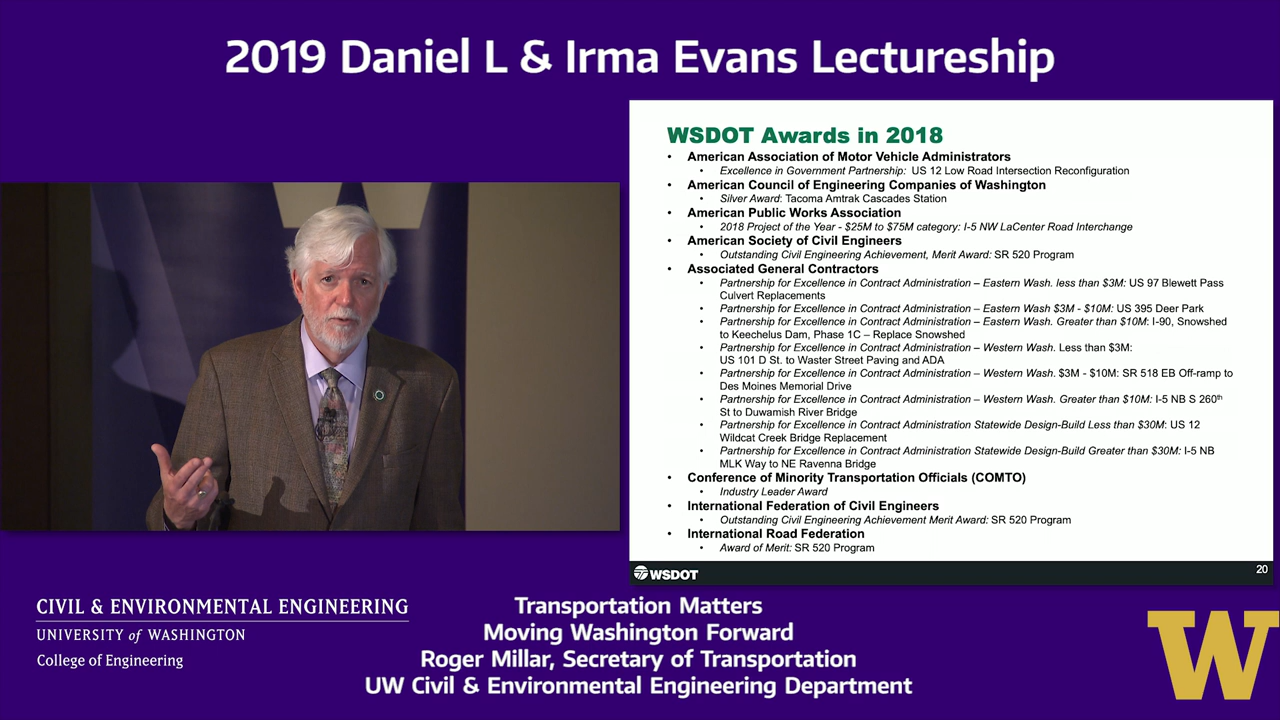 2019 Daniel L & Irma Evans Lectureship
WSDOT Awards in 2018
• American Association of Motor Vehicle Administrators
• Excellence in Government Partnership: US 12 Low Road Intersection Reconfiguration
• American Council of Engineering Companies of Washington
• Silver Award: Tacoma Amtrak Cascades Station
• American Public Works Association
• 2018 Project of the Year - $25M to $75M category: I-5 NW LaCenter Road Interchange
• American Society of Civil Engineers
• Outstanding Civil Engineering Achievement, Merit Award: SR 520 Program
• Associated General Contractors
• Partnership for Excellence in Contract Administration – Eastern Wash. less than $3M: US 97 Blewett Pass
Culvert Replacements
• Partnership for Excellence in Contract Administration – Eastern Wash $3M - $10M: US 395 Deer Park
• Partnership for Excellence in Contract Administration – Eastern Wash. Greater than $10M: I-90, Snowshed
to Keechelus Dam, Phase 1C – Replace Snowshed
• Partnership for Excellence in Contract Administration – Western Wash. Less than $3M:
US 101 D St. to Waster Street Paving and ADA
• Partnership for Excellence in Contract Administration – Western Wash. $3M - $10M: SR 518 EB Off-ramp to
Des Moines Memorial Drive
• Partnership for Excellence in Contract Administration – Western Wash. Greater than $10M: I-5 NB S 260th
St to Duwamish River Bridge
• Partnership for Excellence in Contract Administration Statewide Design-Build Less than $30M: US 12
Wildcat Creek Bridge Replacement
• Partnership for Excellence in Contract Administration Statewide Design-Build Greater than $30M: I-5 NB
MLK Way to NE Ravenna Bridge
• Conference of Minority Transportation Officials (COMTO)
• Industry Leader Award
• International Federation of Civil Engineers
• Outstanding Civil Engineering Achievement Merit Award: SR 520 Program
• International Road Federation
• Award of Merit: SR 520 Program
WSDOT
20
CIVIL & ENVIRONMENTAL ENGINEERING
UNIVERSITY of WASHINGTON
College of Engineering
Transportation Matters
Moving Washington Forward
Roger Millar, Secretary of Transportation
UW Civil & Environmental Engineering Department
W